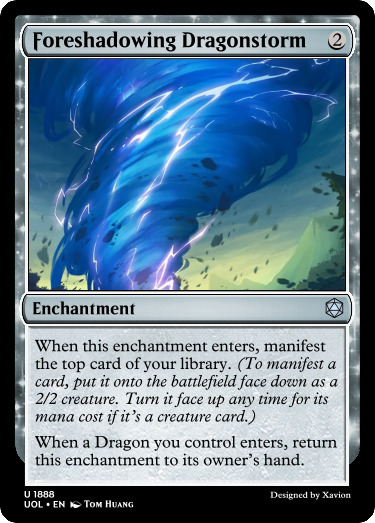 Foreshadowing Dragonstorm 2
Enchantment
When this enchantment enters, manifest
the top card of your library. (To manifest a
card, put it onto the battlefield face down as a
2/2 creature. Turn it face up any time for its
mana cost if it's a creature card.)
When a Dragon you control enters, return
this enchantment to its owner's hand.
U 1888
UOL • EN Tom Huang
Designed by Xavion